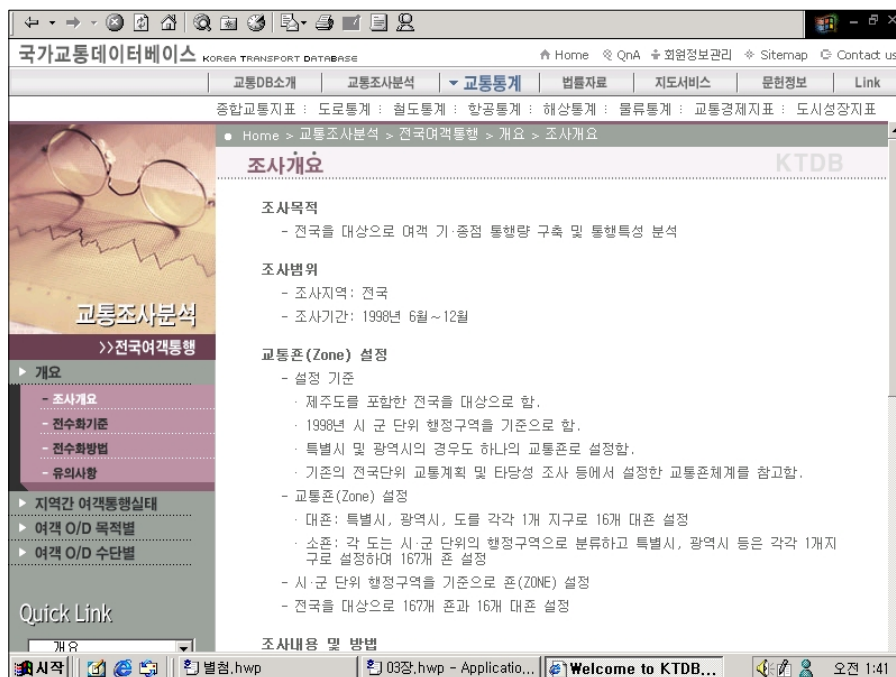 국가교통데이터베이스 KOREA TRANSPORT DATABASE
Home QnA 회원정보관리 Sitemap Contact us
교통DB소개 교통조사분석 교통통계 법률자료 지도서비스 문헌정보 Link
종합교통지표 : 도로통계 : 철도통계 : 항공통계 : 해상통계 : 물류통계 : 교통경제지표 : 도시성장지표
Home > 교통조사분석 > 전국여객통행 > 개요 > 조사개요
조사개요
KTDB
조사목적
- 전국을 대상으로 여객 기·종점 통행량 구축 및 통행특성 분석
조사범위
- 조사지역: 전국
- 조사기간: 1998년 6월~12월
교통존(Zone) 설정
- 설정 기준
· 제주도를 포함한 전국을 대상으로 함.
· 1998년 시 군 단위 행정구역을 기준으로 함.
· 특별시 및 광역시의 경우도 하나의 교통존로 설정함.
· 기존의 전국단위 교통계획 및 타당성 조사 등에서 설정한 교통존체계를 참고함.
- 교통존(Zone) 설정
· 대존: 특별시, 광역시, 도를 각각 1개 지구로 16개 대존 설정
· 소존: 각 도는 시·군 단위의 행정구역으로 분류하고 특별시, 광역시 등은 각각 1개지
구로 설정하며 167개 존 설정
- 시·군 단위 행정구역을 기준으로 존(ZONE) 설정
- 전국을 대상으로 167개 존과 16개 대존 설정
조사내용 및 방법
교통조사분석
>>전국여객통행
개요
- 조사개요
- 전수화기준
- 전수화방법
- 유의사항
지역간 여객통행실태
여객 O/D 목적별
여객 O/D 수단별
Quick Link
개요
시작 별첨.hwp 03장.hwp - Applicatio... Welcome to KTDB... 오전 1:41